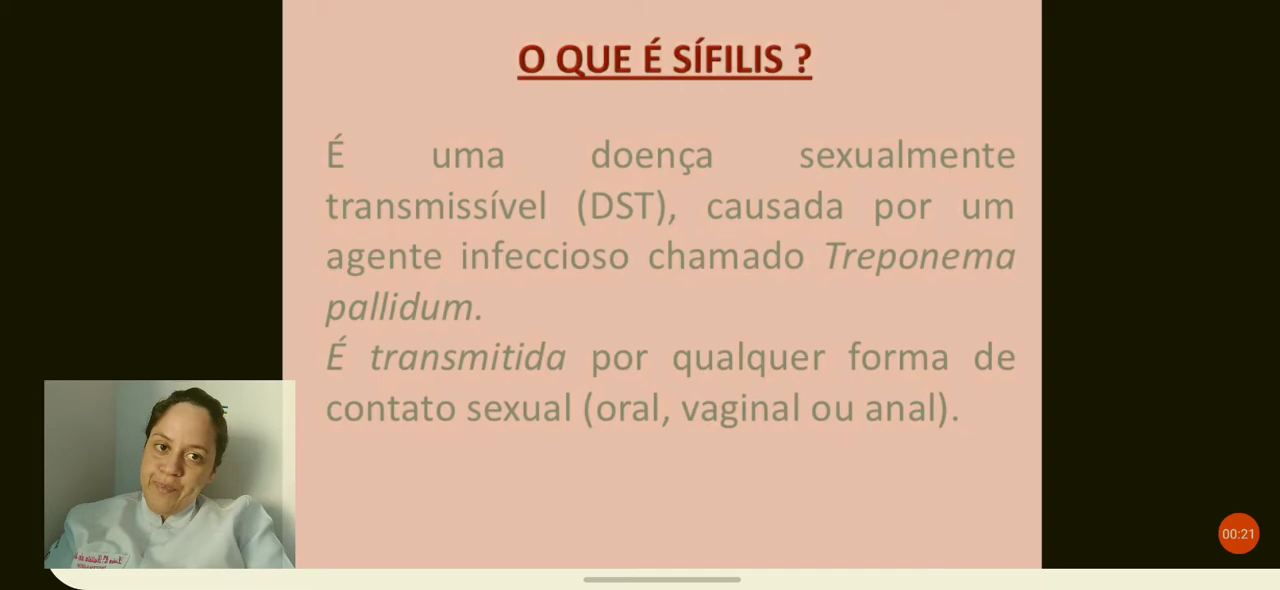 O QUE É SÍFILIS ?
É uma doença sexualmente
transmissível (DST), causada por um
agente infeccioso chamado Treponema
pallidum.
É transmitida por qualquer forma de
contato sexual (oral, vaginal ou anal).
00:21